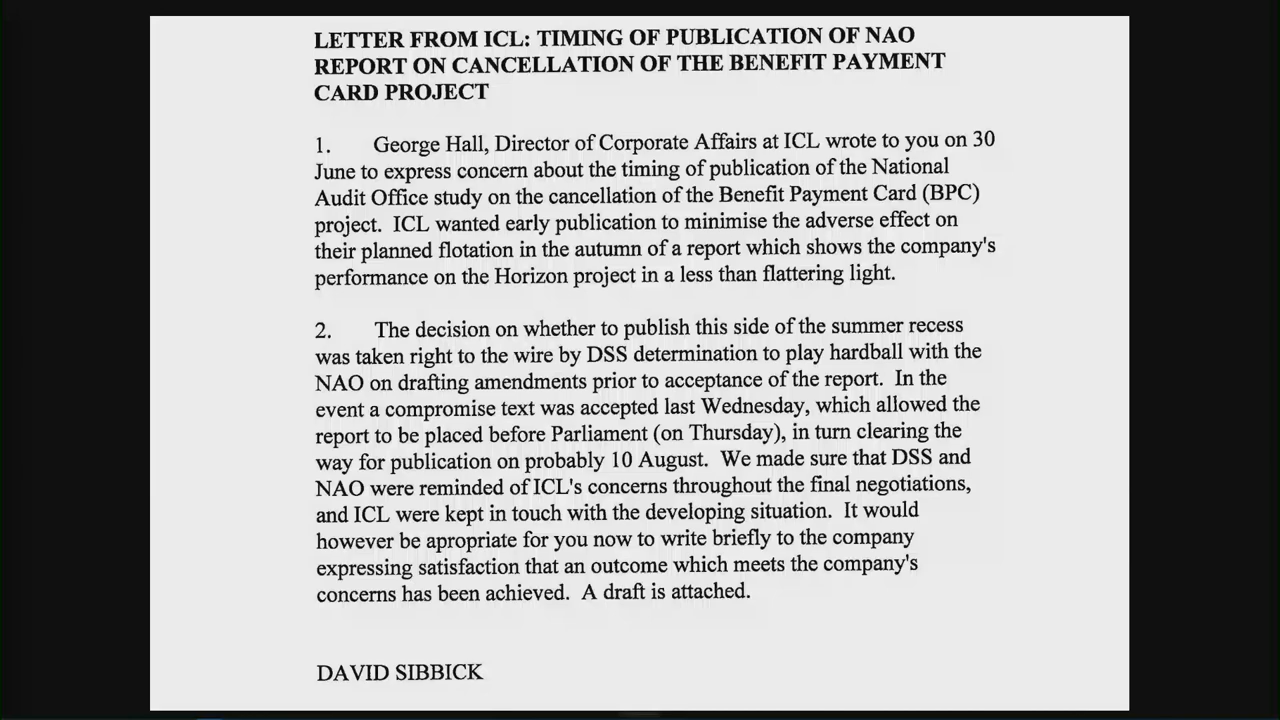 LETTER FROM ICL: TIMING OF PUBLICATION OF NAO
REPORT ON CANCELLATION OF THE BENEFIT PAYMENT
CARD PROJECT
1. George Hall, Director of Corporate Affairs at ICL wrote to you on 30
June to express concern about the timing of publication of the National
Audit Office study on the cancellation of the Benefit Payment Card (BPC)
project. ICL wanted early publication to minimise the adverse effect on
their planned flotation in the autumn of a report which shows the company's
performance on the Horizon project in a less than flattering light.
2. The decision on whether to publish this side of the summer recess
was taken right to the wire by DSS determination to play hardball with the
NAO on drafting amendments prior to acceptance of the report. In the
event a compromise text was accepted last Wednesday, which allowed the
report to be placed before Parliament (on Thursday), in turn clearing the
way for publication on probably 10 August. We made sure that DSS and
NAO were reminded of ICL's concerns throughout the final negotiations,
and ICL were kept in touch with the developing situation. It would
however be apropriate for you now to write briefly to the company
expressing satisfaction that an outcome which meets the company's
concerns has been achieved. A draft is attached.
DAVID SIBBICK